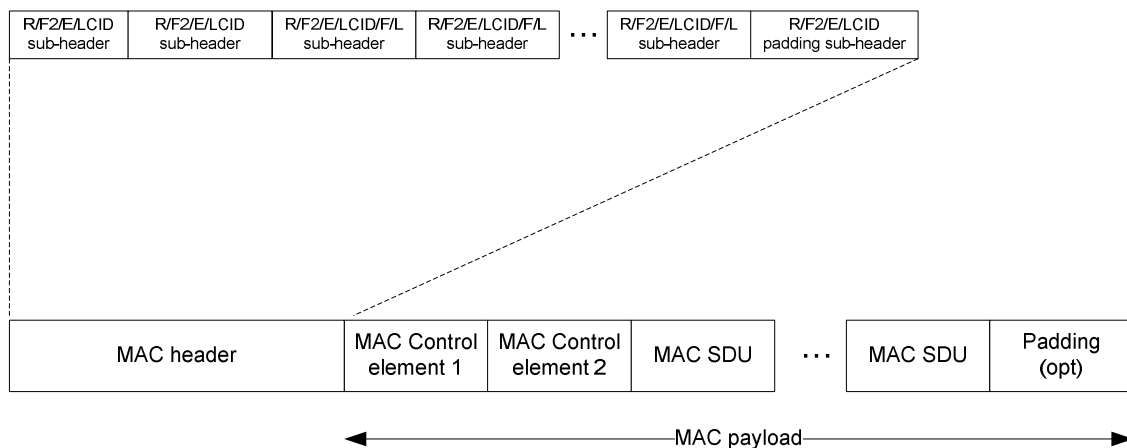 R/F2/E/LCID R/F2/E/LCID R/F2/E/LCID/F/L R/F2/E/LCID/F/L ... R/F2/E/LCID/F/L R/F2/E/LCID
sub-header sub-header sub-header sub-header sub-header padding sub-header
MAC header MAC Control MAC Control MAC SDU ... MAC SDU Padding
element 1 element 2 (opt)
MAC payload